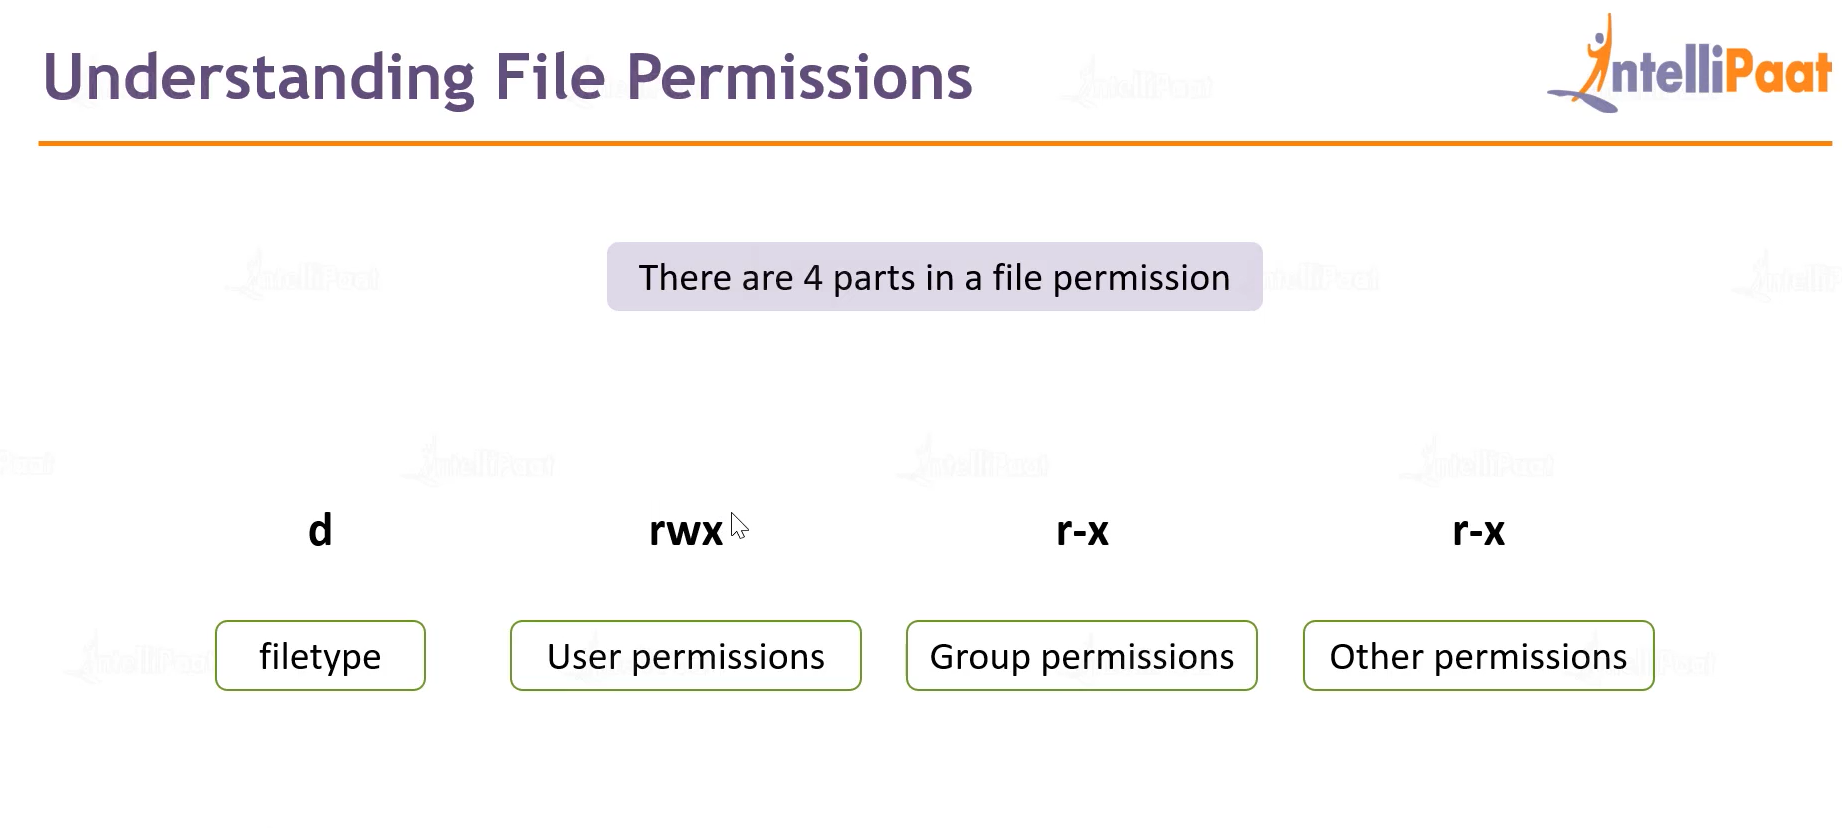 Understanding File Permissions
IntelliPaat
There are 4 parts in a file permission
d rwx r-x r-x
filetype User permissions Group permissions Other permissions